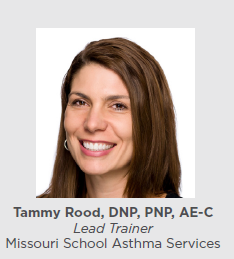 Tammy Rood, DNP, PNP, AE-C
Lead Trainer
Missouri School Asthma Services